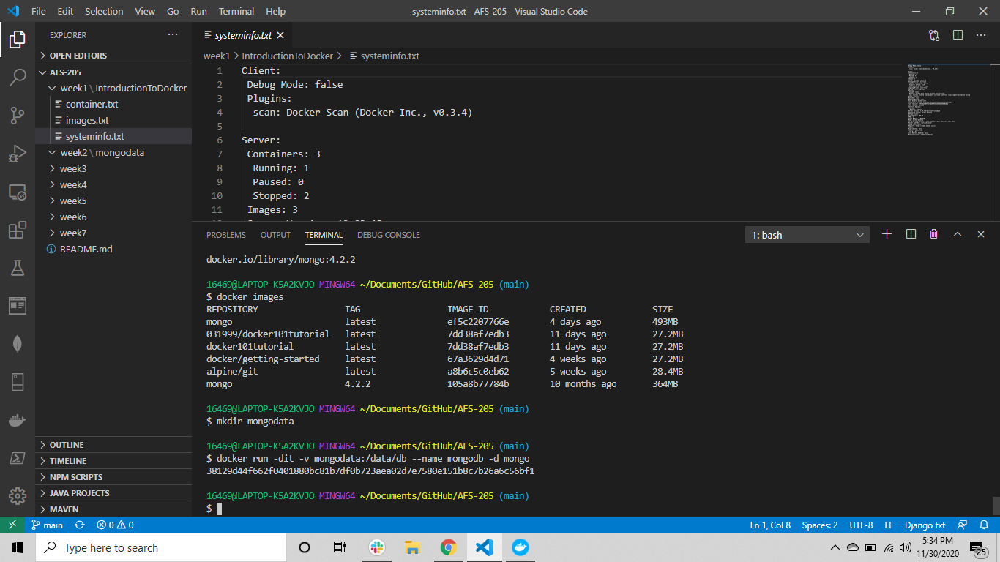 File Edit Selection View Go Run Terminal Help
systeminfo.txt - AFS-205 - Visual Studio Code
EXPLORER
OPEN EDITORS
AFS-205
week1 \ IntroductionToDocker
container.txt
images.txt
systeminfo.txt
week2 \ mongodata
week3
week4
week5
week6
week7
README.md
OUTLINE
TIMELINE
NPM SCRIPTS
JAVA PROJECTS
MAVEN
systeminfo.txt
week1 > IntroductionToDocker > systeminfo.txt
1 Client:
2 Debug Mode: false
3 Plugins:
4 scan: Docker Scan (Docker Inc., v0.3.4)
5
6 Server:
7 Containers: 3
8 Running: 1
9 Paused: 0
10 Stopped: 2
11 Images: 3
PROBLEMS OUTPUT TERMINAL DEBUG CONSOLE
1: bash
docker.io/library/mongo:4.2.2
16469@LAPTOP-K5A2KVJO MINGW64 ~/Documents/GitHub/AFS-205 (main)
$ docker images
REPOSITORY TAG IMAGE ID CREATED SIZE
mongo latest ef5c2207766e 4 days ago 493MB
031999/docker101tutorial latest 7dd38af7edb3 11 days ago 27.2MB
docker101tutorial latest 7dd38af7edb3 11 days ago 27.2MB
docker/getting-started latest 67a3629d4d71 4 weeks ago 27.2MB
alpine/git latest a8b6c5c0eb62 5 weeks ago 28.4MB
mongo 4.2.2 105a8b77784b 10 months ago 364MB
16469@LAPTOP-K5A2KVJO MINGW64 ~/Documents/GitHub/AFS-205 (main)
$ mkdir mongodata
16469@LAPTOP-K5A2KVJO MINGW64 ~/Documents/GitHub/AFS-205 (main)
$ docker run -dit -v mongodata:/data/db --name mongodb -d mongo
38129d44f662f0401880bc81b7df0b723aea02d7e7580e151b8c7b26a6c56bf1
16469@LAPTOP-K5A2KVJO MINGW64 ~/Documents/GitHub/AFS-205 (main)
$
main 0 0
Ln 1, Col 8 Spaces: 2 UTF-8 LF Django txt
Type here to search
5:34 PM
11/30/2020
25